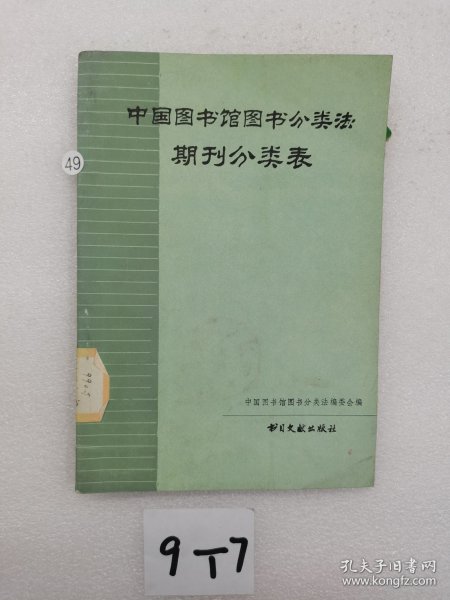 中国图书馆图书分类法
期刊分类表
49
中国图书馆图书分类法编委会编
书目文献出版社
9-7
孔夫子旧书网
www.kongfz.com